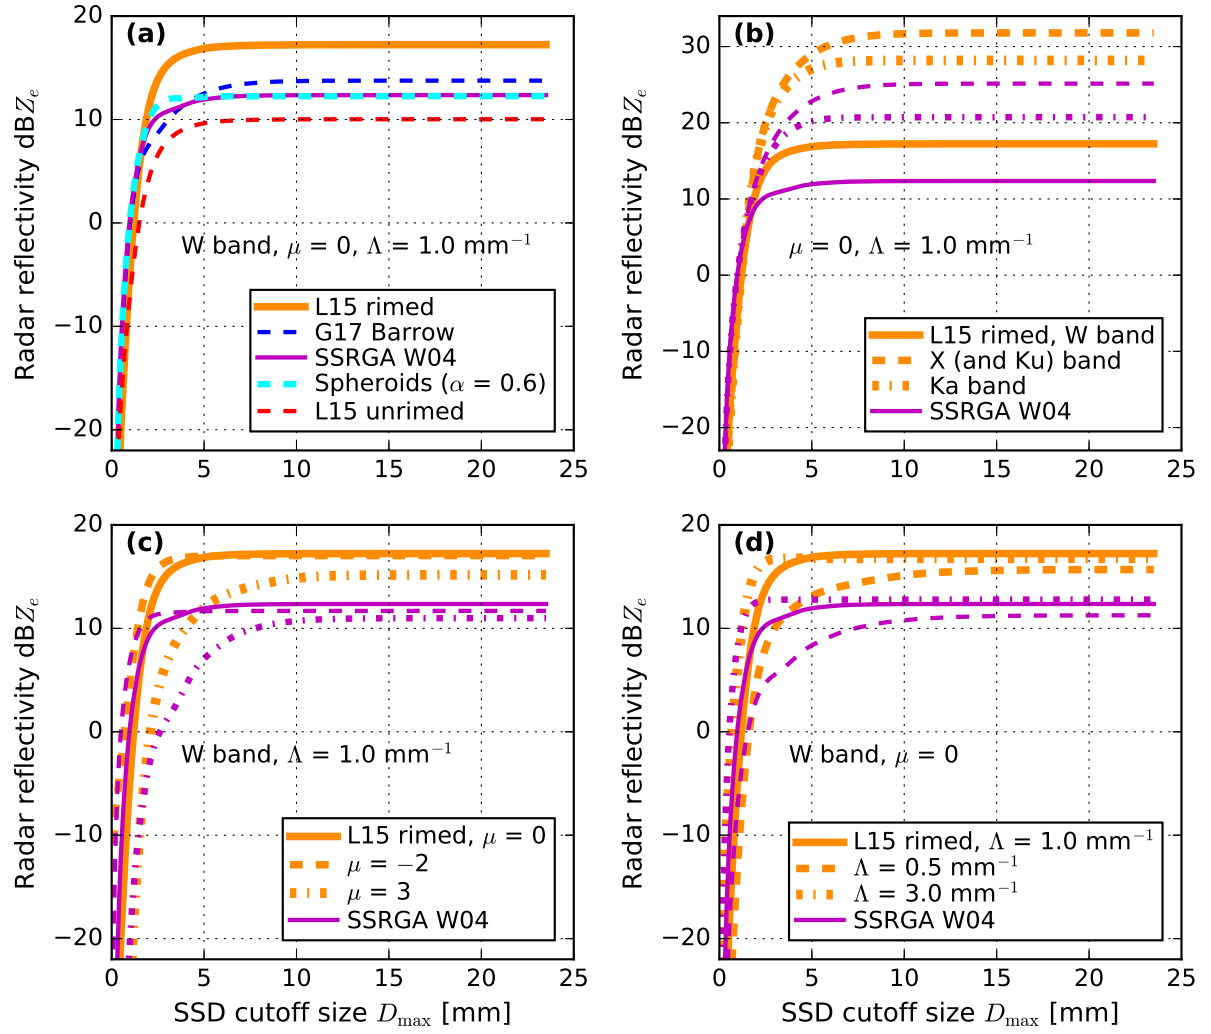 (a)
Radar reflectivity dBZe
20
10
0
−10
−20
W band, μ = 0, Λ = 1.0 mm⁻¹
L15 rimed
G17 Barrow
SSRGA W04
Spheroids (α = 0.6)
L15 unrimed
0 5 10 15 20 25
(b)
Radar reflectivity dBZe
30
20
10
0
−10
−20
μ = 0, Λ = 1.0 mm⁻¹
L15 rimed, W band
X (and Ku) band
Ka band
SSRGA W04
0 5 10 15 20 25
(c)
Radar reflectivity dBZe
20
10
0
−10
−20
W band, Λ = 1.0 mm⁻¹
L15 rimed, μ = 0
μ = −2
μ = 3
SSRGA W04
0 5 10 15 20 25
SSD cutoff size Dmax [mm]
(d)
Radar reflectivity dBZe
20
10
0
−10
−20
W band, μ = 0
L15 rimed, Λ = 1.0 mm⁻¹
Λ = 0.5 mm⁻¹
Λ = 3.0 mm⁻¹
SSRGA W04
0 5 10 15 20 25
SSD cutoff size Dmax [mm]